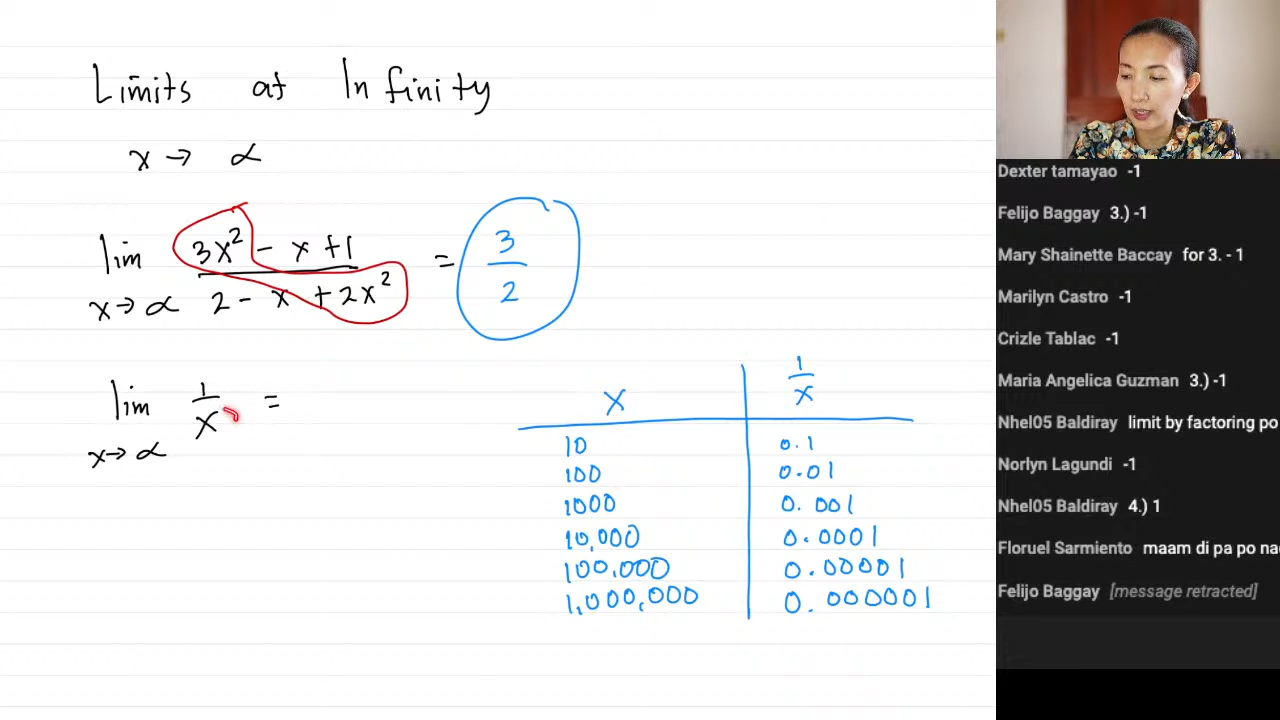 Limits at Infinity
x → α
lim x→α (3x² - x + 1)/(2 - x + 2x²) = 3/2
lim x→α 1/x =
x | 1/x
10 | 0.1
100 | 0.01
1000 | 0.001
10,000 | 0.0001
100,000 | 0.00001
1,000,000 | 0.000001
Dexter tamayao -1
Felijo Baggay 3.) -1
Mary Shainette Baccay for 3. - 1
Marilyn Castro -1
Crizle Tablac -1
Maria Angelica Guzman 3.) -1
Nhel05 Baldiray limit by factoring po
Norlyn Lagundi -1
Nhel05 Baldiray 4.) 1
Floruel Sarmiento maam di pa po na
Felijo Baggay [message retracted]